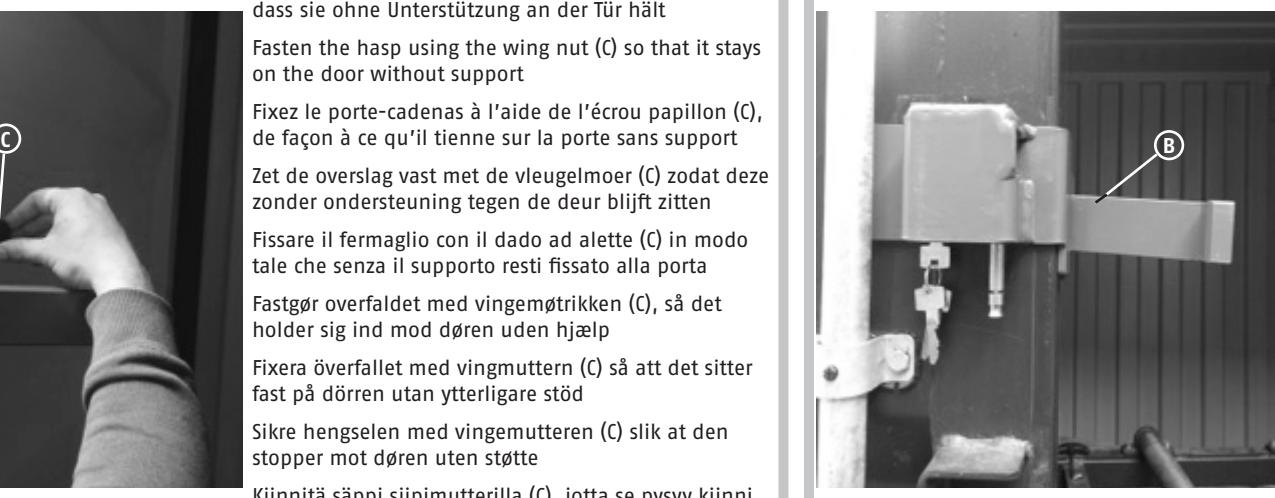 dass sie ohne Unterstützung an der Tür hält
Fasten the hasp using the wing nut (C) so that it stays
on the door without support
Fixez le porte-cadenas à l'aide de l'écrou papillon (C),
de façon à ce qu'il tienne sur la porte sans support
Zet de overslag vast met de vleugelmoer (C) zodat deze
zonder ondersteuning tegen de deur blijft zitten
Fissare il fermaglio con il dado ad alette (C) in modo
tale che senza il supporto resti fissato alla porta
Fastgør overfaldet med vingemøtrikken (C), så det
holder sig ind mod døren uden hjælp
Fixera överfallet med vingmuttern (C) så att det sitter
fast på dörren utan ytterligare stöd
Sikre hengselen med vingemutteren (C) slik at den
stopper mot døren uten støtte
Kiinnitä säppi siipimutterilla (C), jotta se pysyy kiinni
C
B